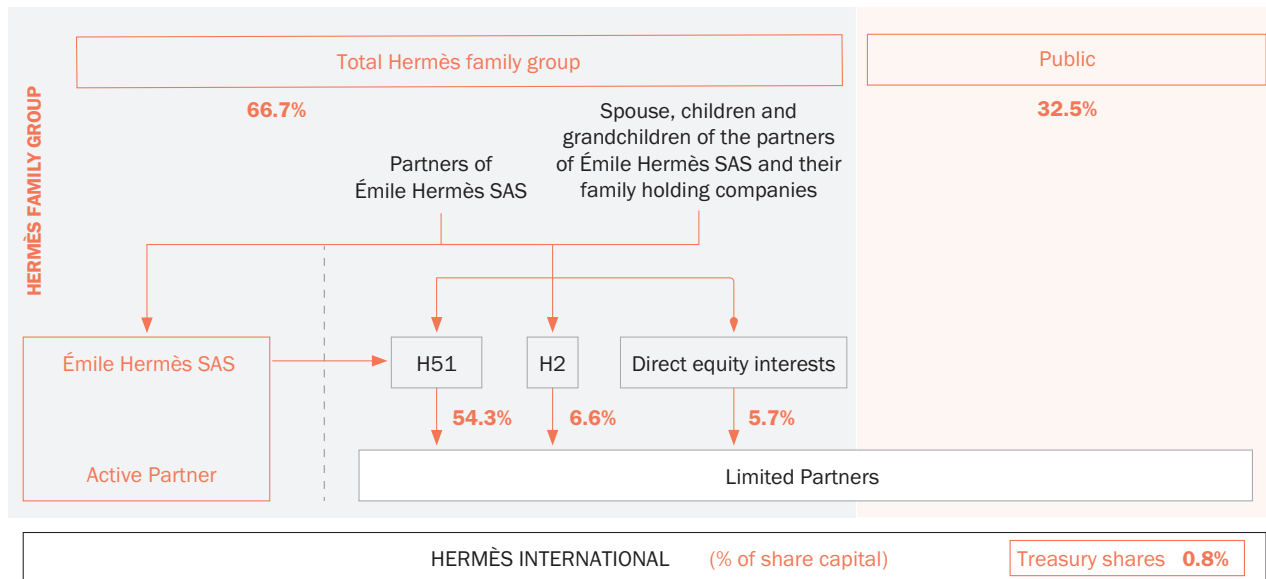 HERMÈS FAMILY GROUP
Total Hermès family group
Public
66.7%
32.5%
Spouse, children and
grandchildren of the partners
of Émile Hermès SAS and their
family holding companies
Partners of
Émile Hermès SAS
Émile Hermès SAS
H51
H2
Direct equity interests
54.3%
6.6%
5.7%
Active Partner
Limited Partners
HERMÈS INTERNATIONAL (% of share capital) Treasury shares 0.8%